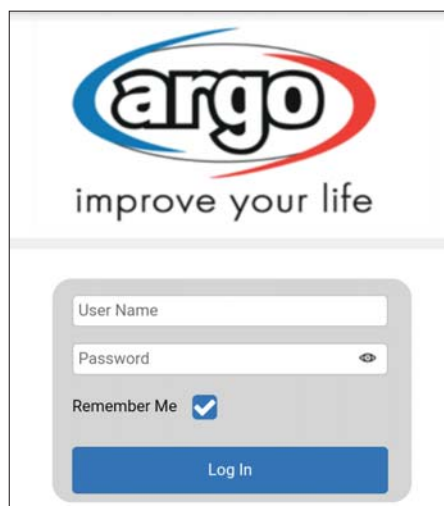 argo
improve your life
User Name
Password
Remember Me
Log In